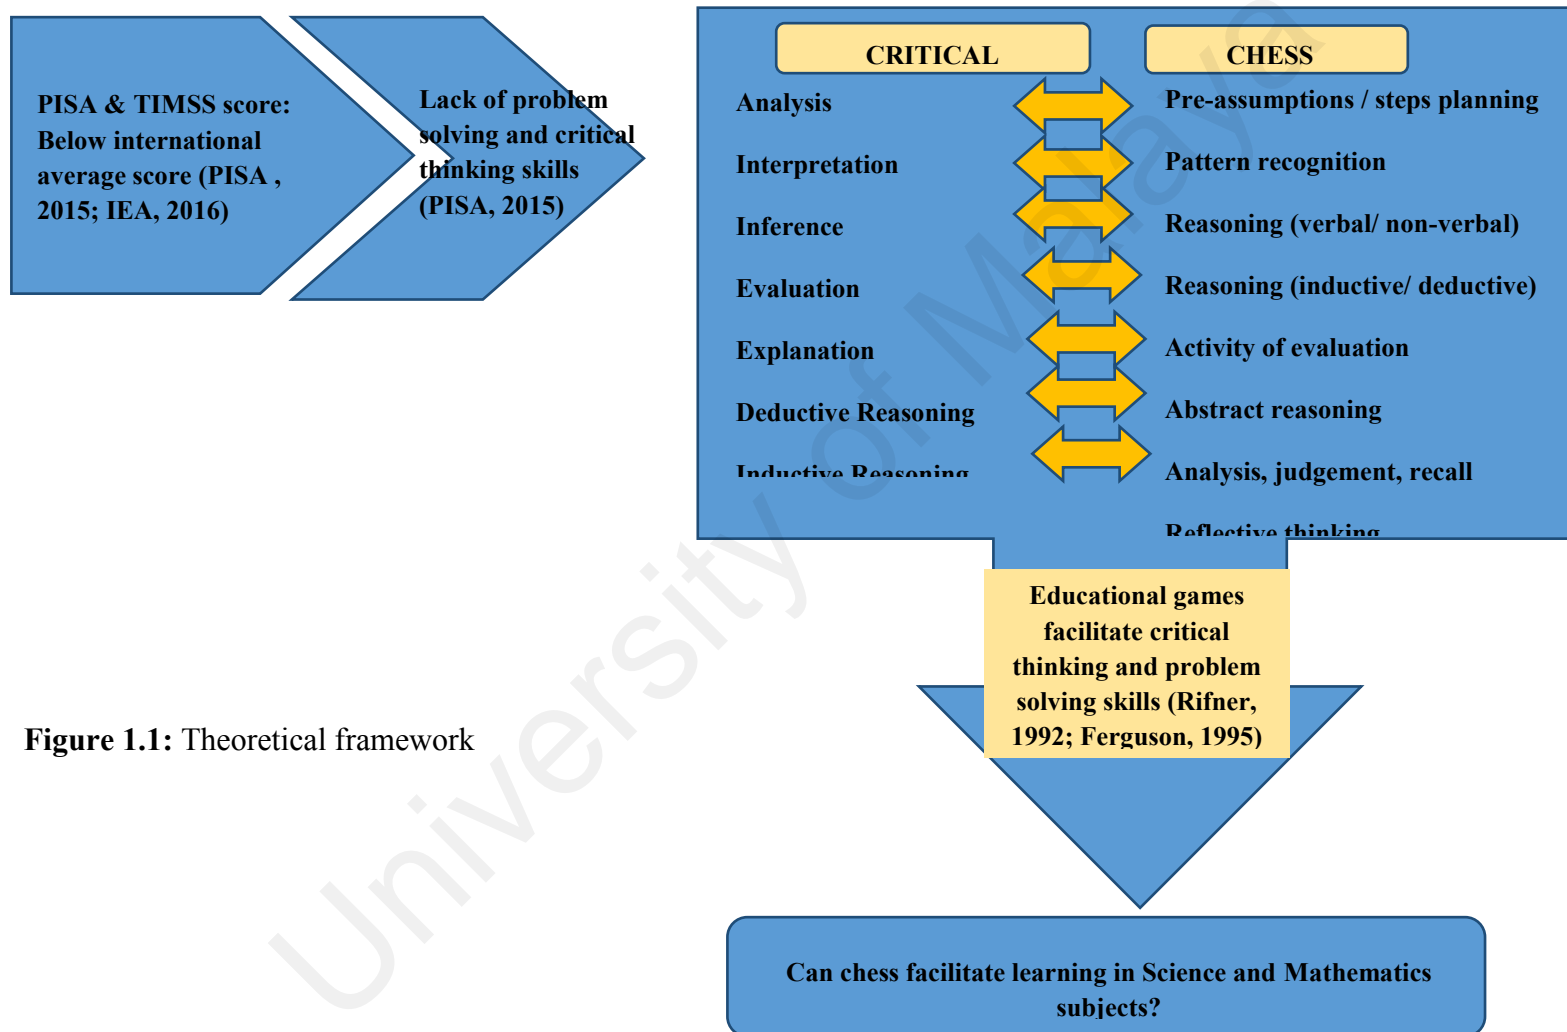 PISA & TIMSS score:
Below international
average score (PISA ,
2015; IEA, 2016)
Lack of problem
solving and critical
thinking skills
(PISA, 2015)
CRITICAL
Analysis
Interpretation
Inference
Evaluation
Explanation
Deductive Reasoning
Inductive Reasoning
CHESS
Pre-assumptions / steps planning
Pattern recognition
Reasoning (verbal/ non-verbal)
Reasoning (inductive/ deductive)
Activity of evaluation
Abstract reasoning
Analysis, judgement, recall
Reflective thinking
Educational games
facilitate critical
thinking and problem
solving skills (Rifner,
1992; Ferguson, 1995)
Figure 1.1: Theoretical framework
Can chess facilitate learning in Science and Mathematics
subjects?
University of Malaya